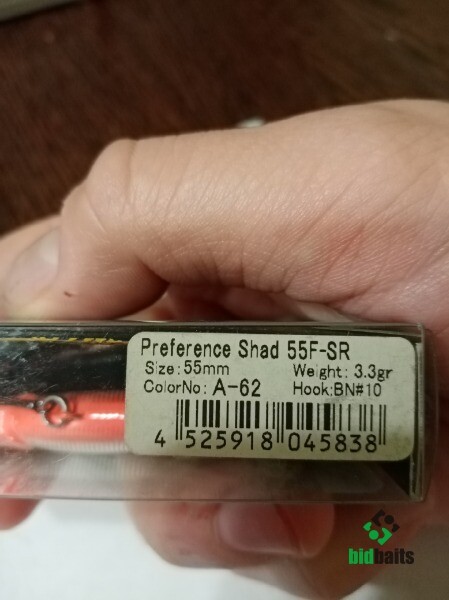 Preference Shad 55F-SR
Size:55mm Weight: 3.3gr
ColorNo: A-62 Hook:BN#10
4 525918 045838
bidbaits